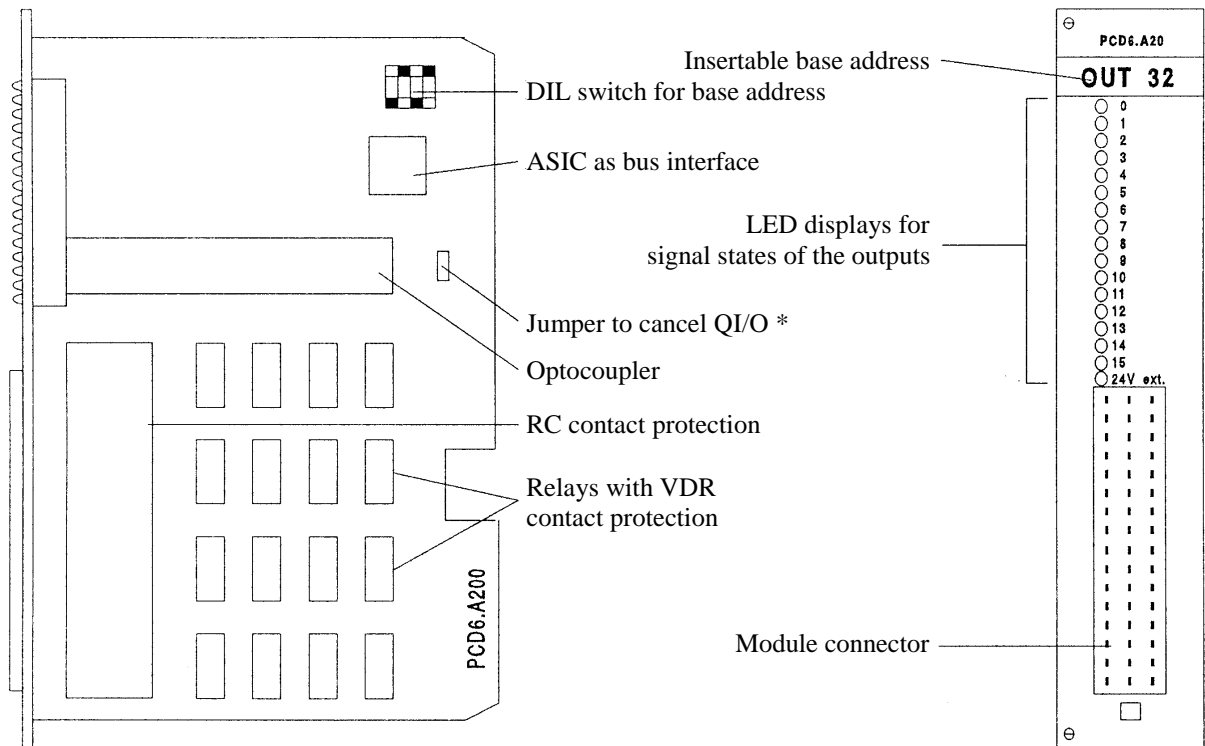 DIL switch for base address
ASIC as bus interface
Jumper to cancel QI/O *
Optocoupler
RC contact protection
Relays with VDR
contact protection
PCD6.A200
Insertable base address
LED displays for
signal states of the outputs
Module connector
PCD6.A20
OUT 32
0
1
2
3
4
5
6
7
8
9
10
11
12
13
14
15
24V ext.